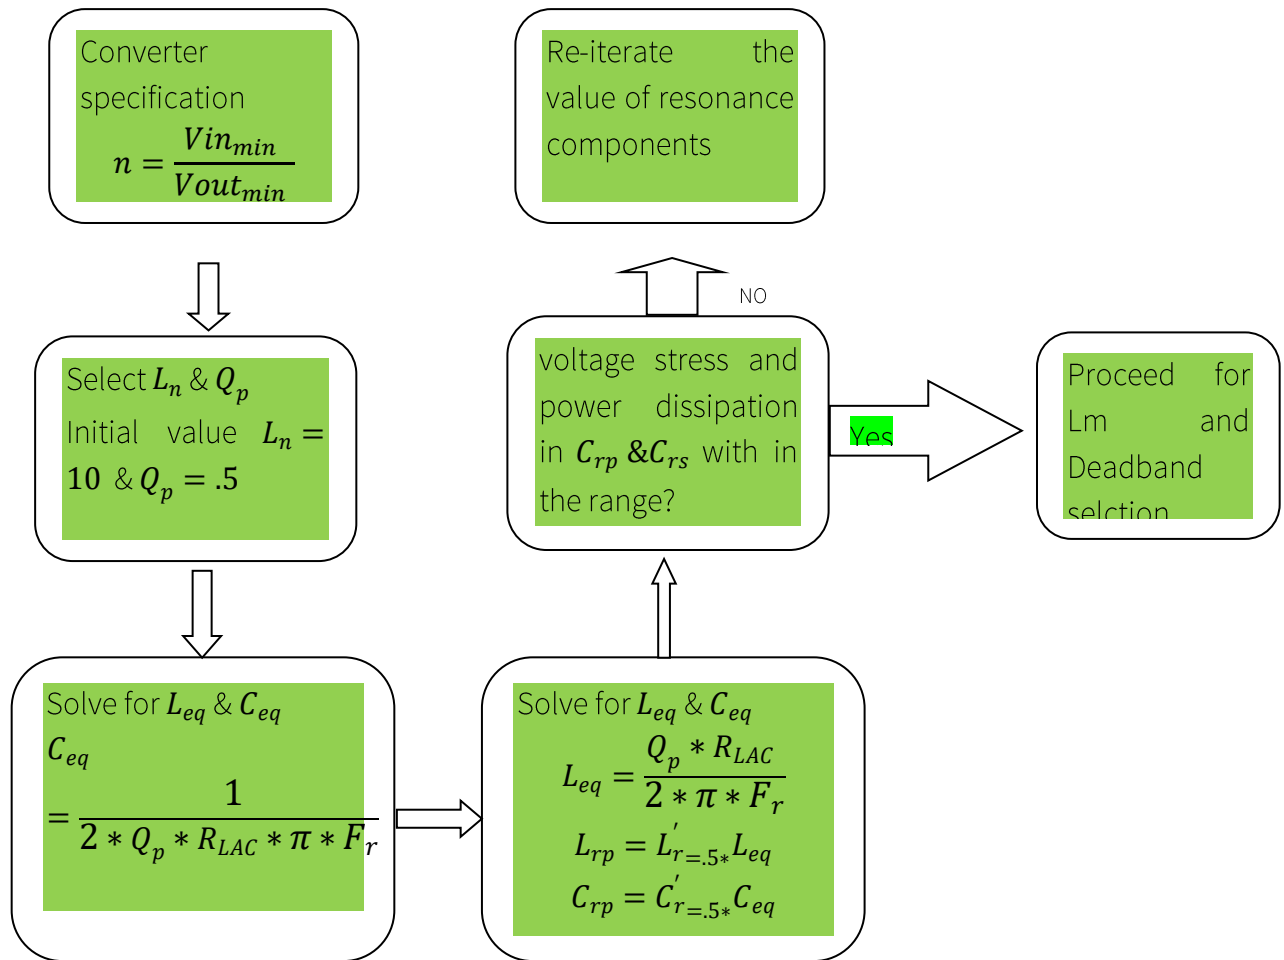 Converter
specification
n = Vin_min / Vout_min
Select L_n & Q_p
Initial value L_n =
10 & Q_p = .5
Solve for L_eq & C_eq
C_eq
= 1 / (2 * Q_p * R_LAC * π * F_r)
Solve for L_eq & C_eq
L_eq = (Q_p * R_LAC) / (2 * π * F_r)
L_rp = L'_r=.5* L_eq
C_rp = C'_r=.5* C_eq
voltage stress and
power dissipation
in C_rp &C_rs with in
the range?
NO
Re-iterate the
value of resonance
components
Yes
Proceed for
Lm and
Deadband
selction